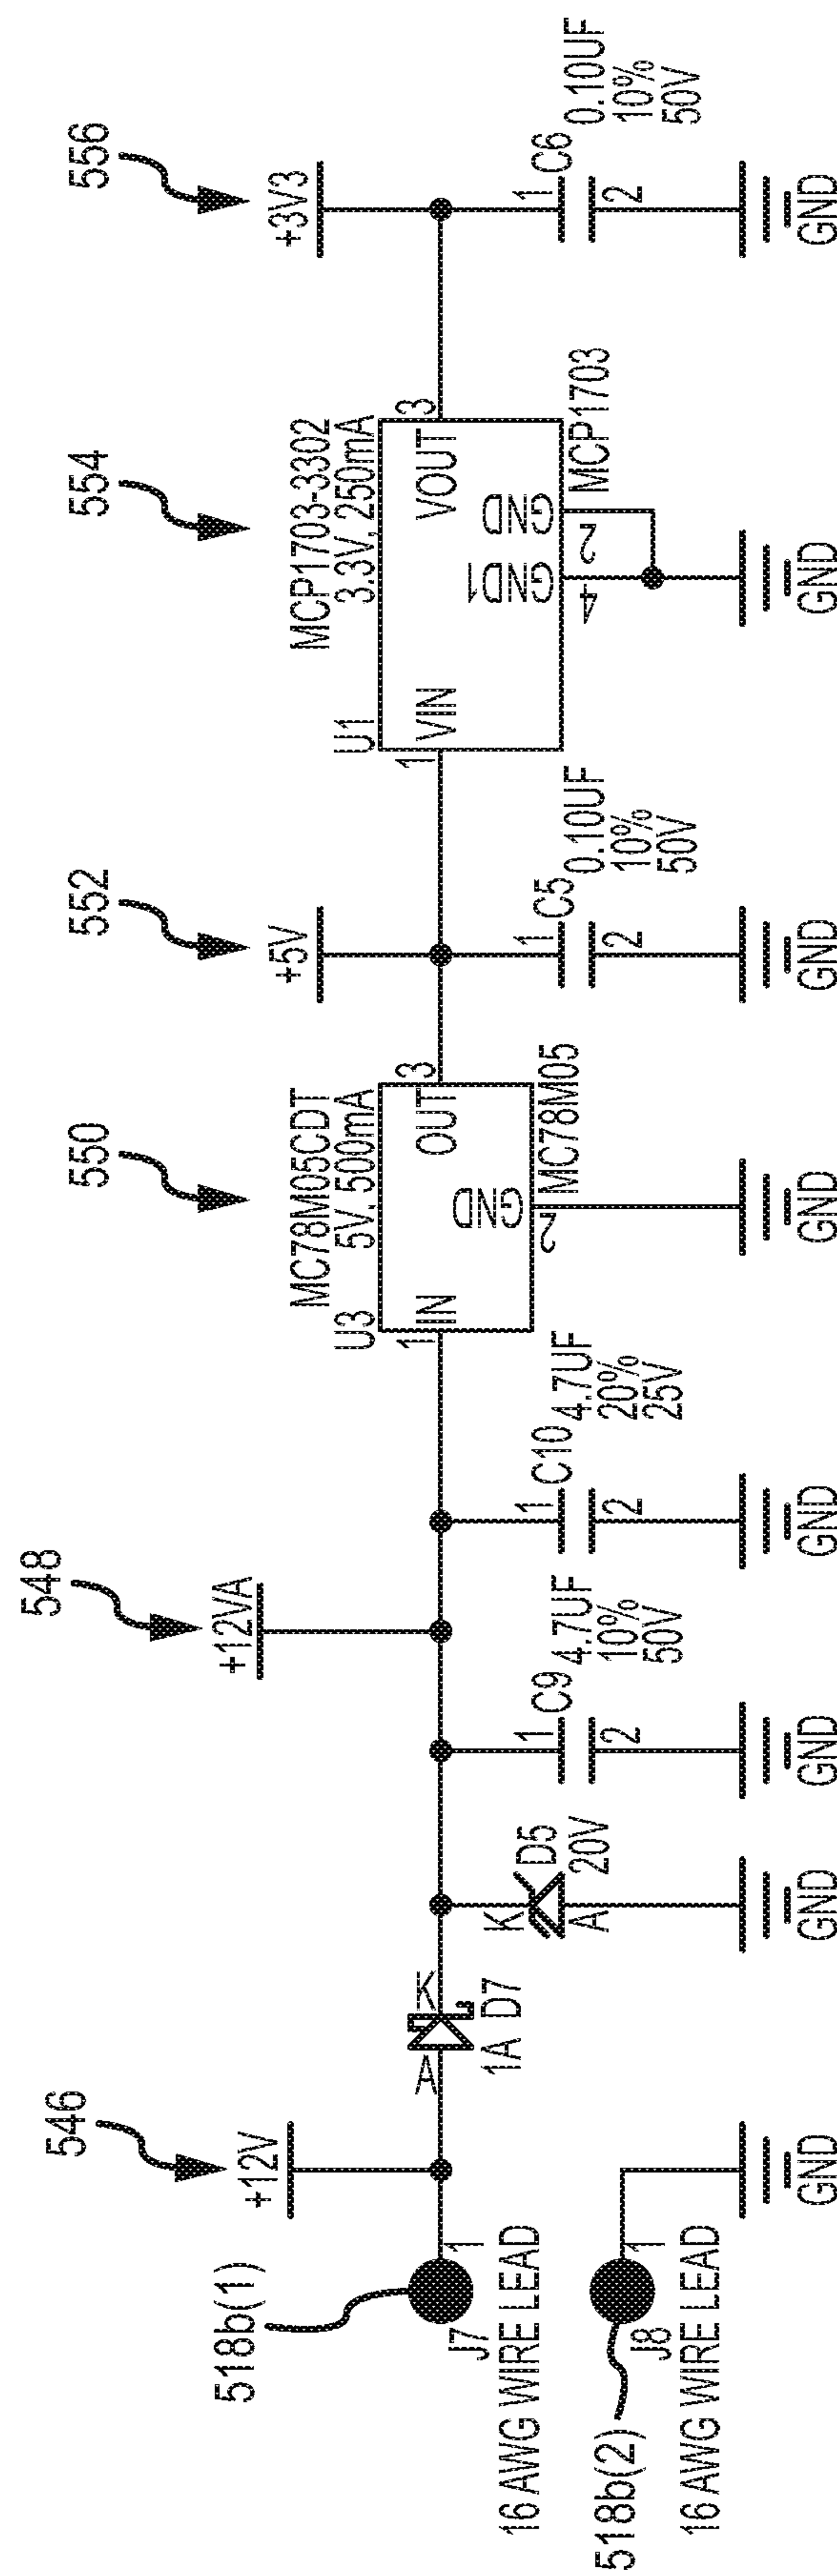 546
+12V
518b(1)
J7
1
16 AWG WIRE LEAD
518b(2)
J8
1
16 AWG WIRE LEAD
GND
A
K
1A D7
K
D5
A
20V
GND
1
C9
4.7UF
10%
50V
2
GND
548
+12VA
1
C10
4.7UF
20%
25V
2
GND
550
MC78M05CDT
5V, 500mA
U3
1
IN
OUT
3
GND
2
MC78M05
GND
552
+5V
1
C5
0.10UF
10%
50V
2
GND
554
MCP1703-3302
3.3V, 250mA
U1
1
VIN
VOUT
3
GND1
GND
4
2
MCP1703
GND
556
+3V3
1
C6
0.10UF
10%
50V
2
GND